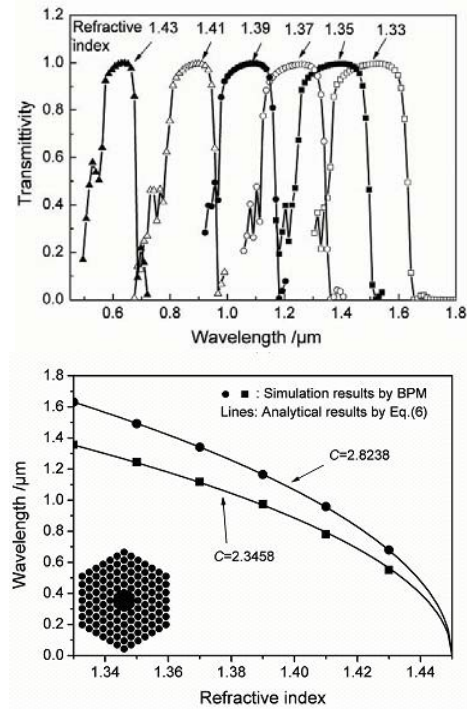 Refractive
index
1.43 1.41 1.39 1.37 1.35 1.33
1.0
0.8
0.6
0.4
0.2
0.0
Transmittivity
0.6 0.8 1.0 1.2 1.4 1.6 1.8
Wavelength /μm
2.0
1.8
1.6
1.4
1.2
1.0
0.8
0.6
0.4
0.2
0.0
Wavelength /μm
: Simulation results by BPM
Lines: Analytical results by Eq.(6)
C=2.8238
C=2.3458
1.34 1.36 1.38 1.40 1.42 1.44
Refractive index